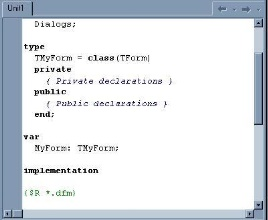 Unit1
Dialogs;
type
TMyForm = class(TForm)
private
{ Private declarations }
public
{ Public declarations }
end;
var
MyForm: TMyForm;
implementation
{$R *.dfm}